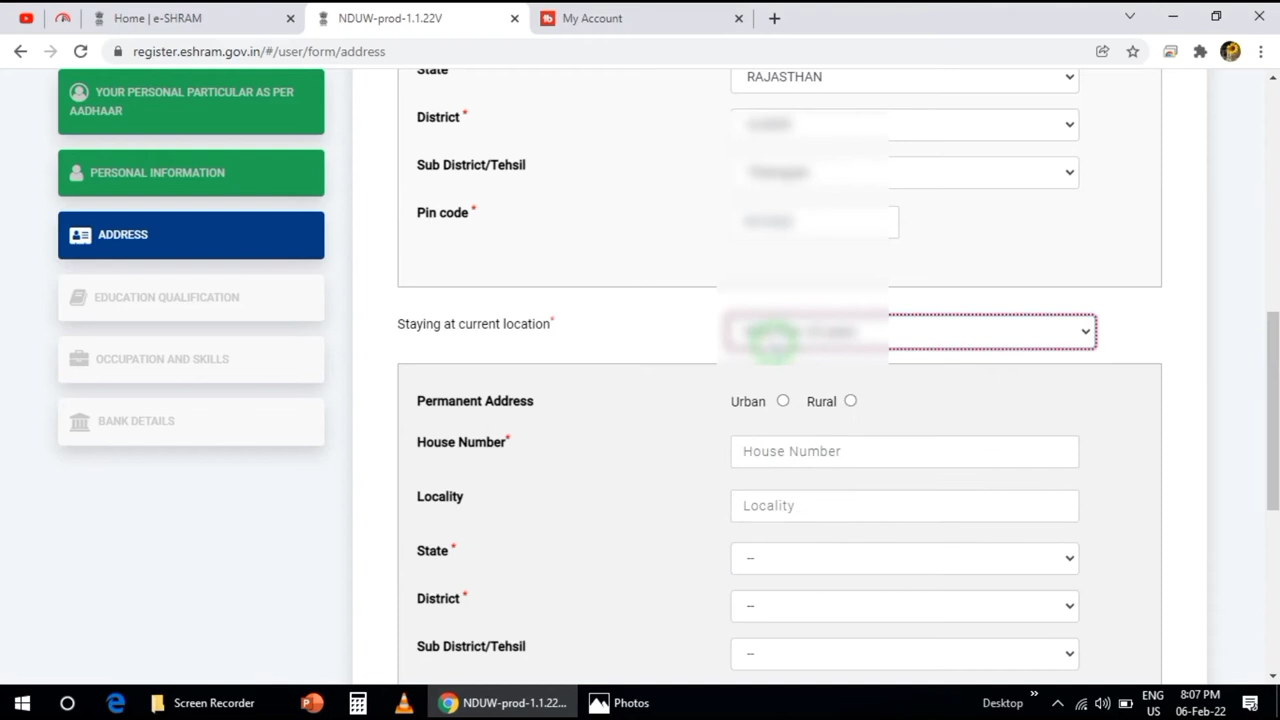 Home | e-SHRAM
NDUW-prod-1.1.22V
My Account
register.eshram.gov.in/#/user/form/address
YOUR PERSONAL PARTICULAR AS PER
AADHAAR
PERSONAL INFORMATION
ADDRESS
EDUCATION QUALIFICATION
OCCUPATION AND SKILLS
BANK DETAILS
State RAJASTHAN
District *
Sub District/Tehsil
Pin code *
Staying at current location*
Permanent Address Urban Rural
House Number* House Number
Locality Locality
State * --
District * --
Sub District/Tehsil --
Screen Recorder
NDUW-prod-1.1.22...
Photos
Desktop
ENG
US
8:07 PM
06-Feb-22